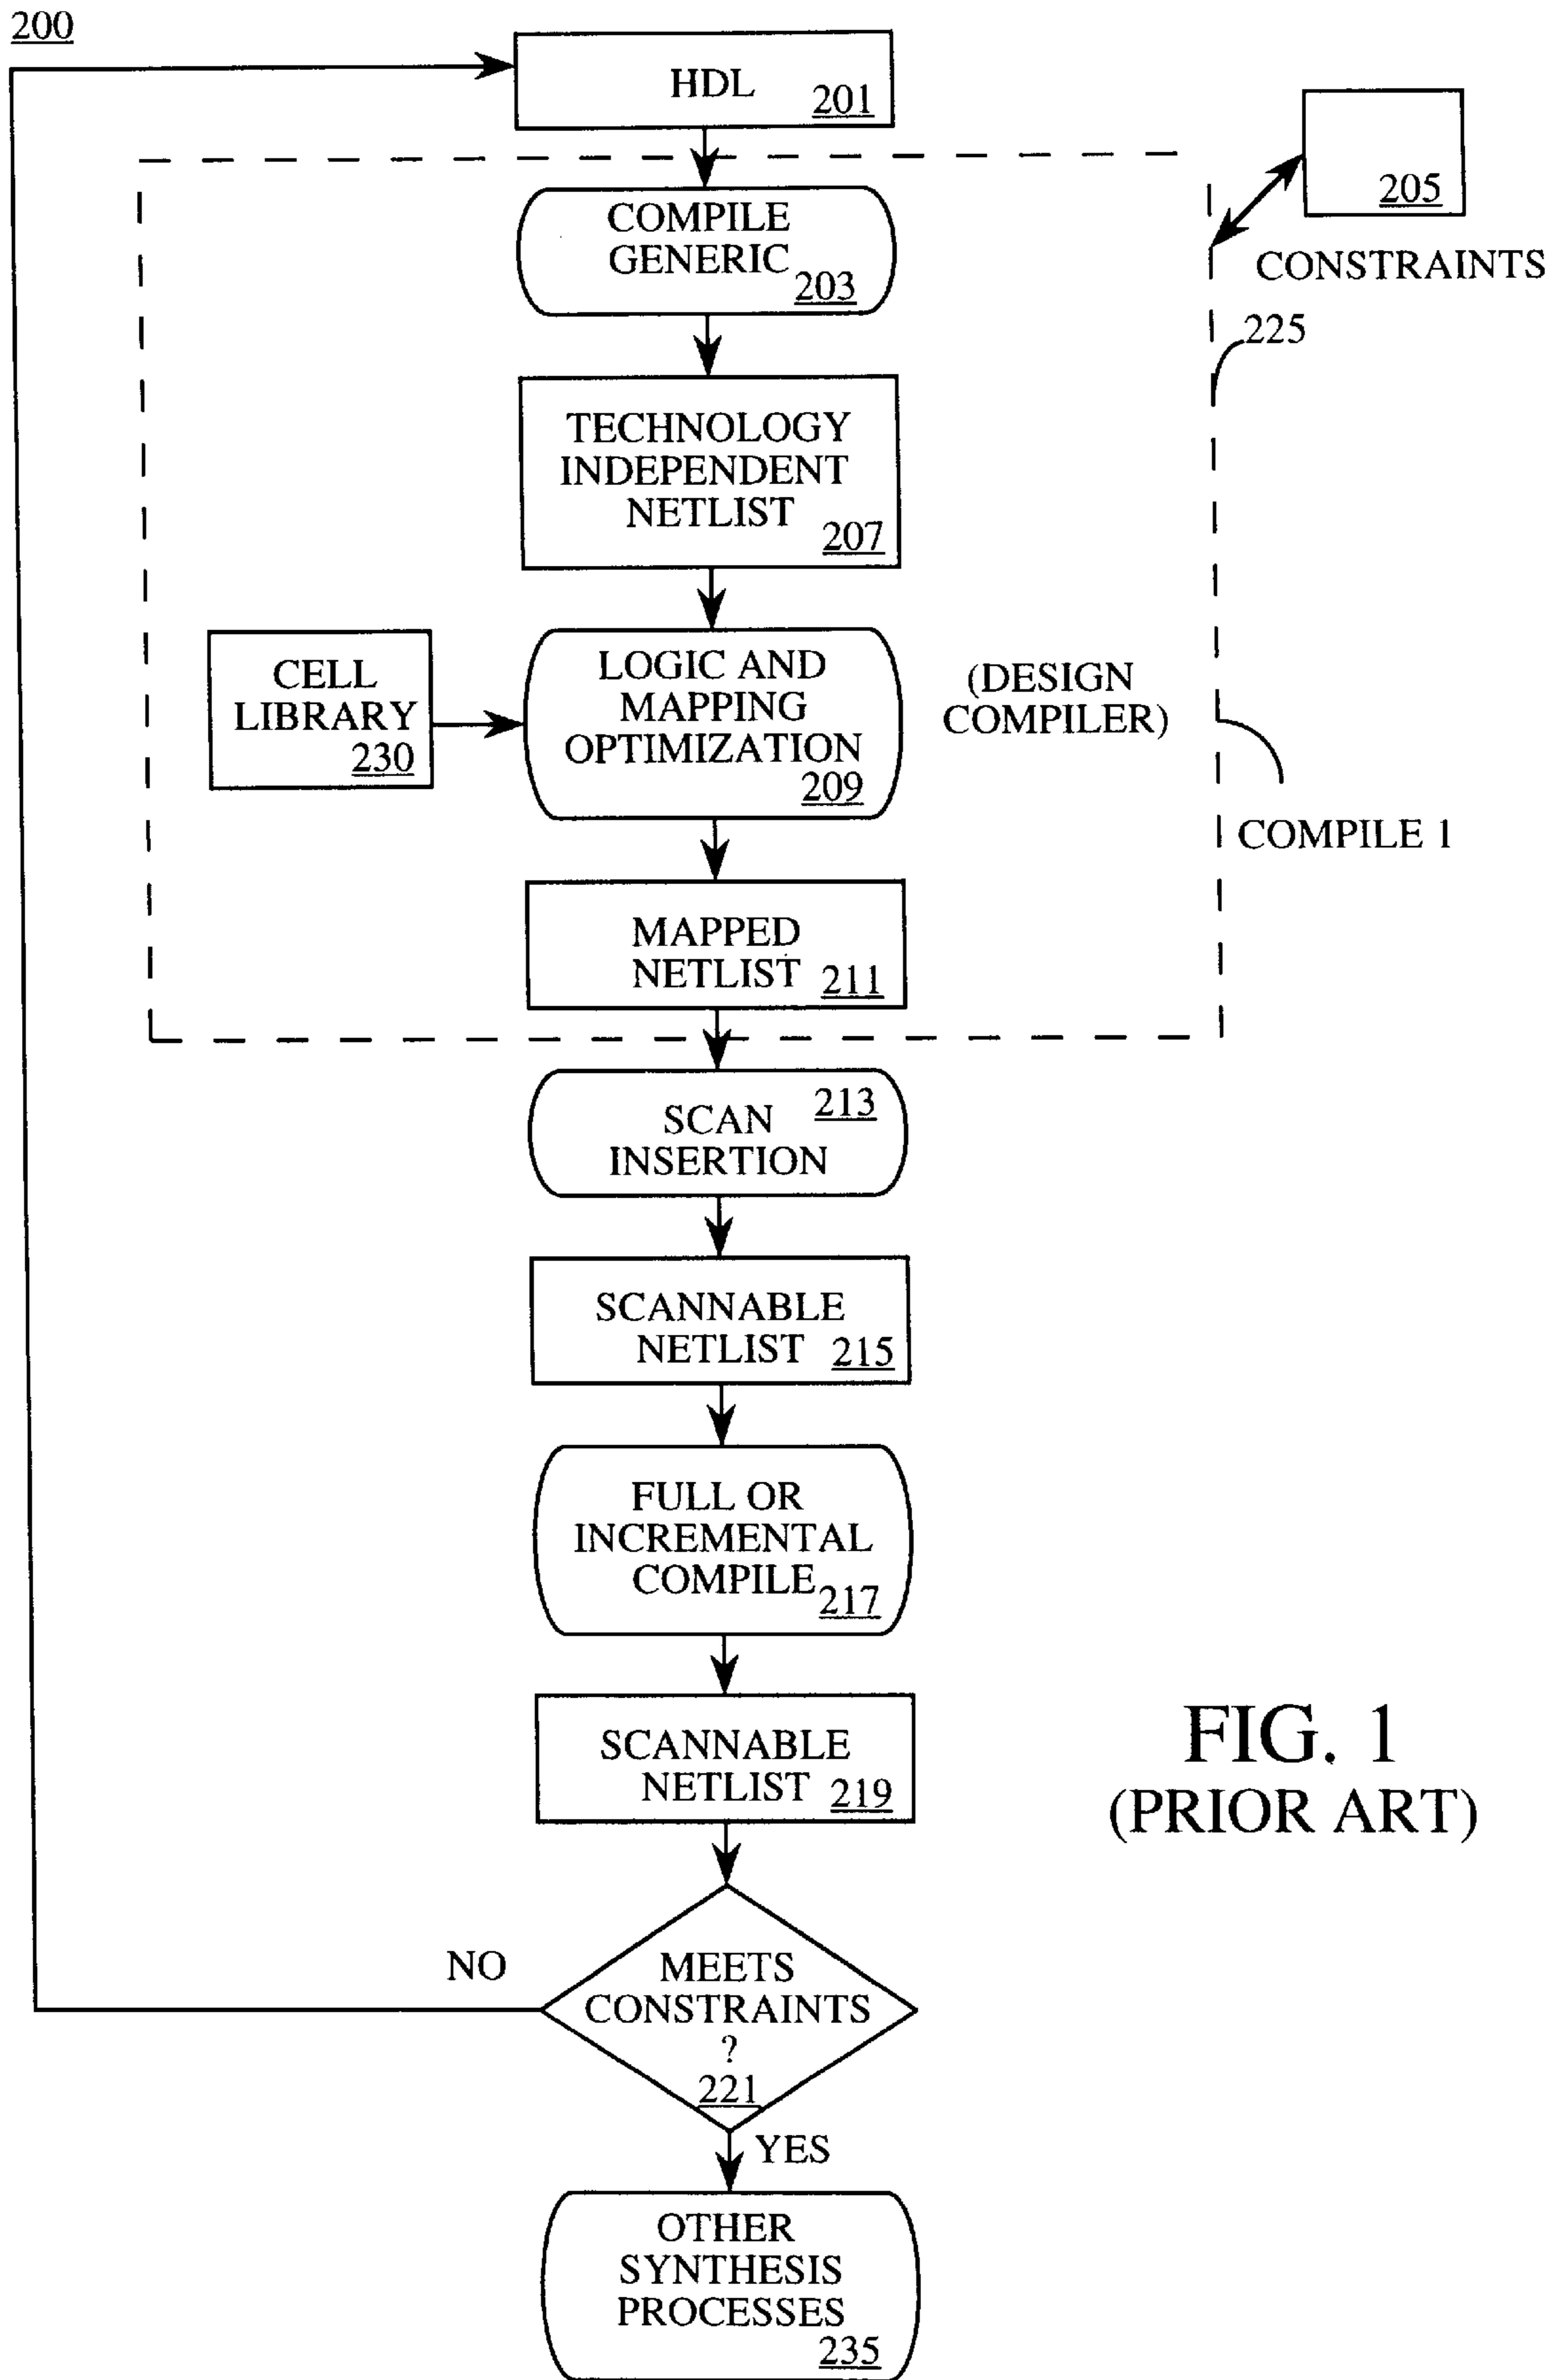 200
HDL
201
205
CONSTRAINTS
225
COMPILE
GENERIC
203
TECHNOLOGY
INDEPENDENT
NETLIST
207
CELL
LIBRARY
230
LOGIC AND
MAPPING
OPTIMIZATION
209
(DESIGN
COMPILER)
COMPILE 1
MAPPED
NETLIST
211
213
SCAN
INSERTION
SCANNABLE
NETLIST
215
FULL OR
INCREMENTAL
COMPILE
217
SCANNABLE
NETLIST
219
FIG. 1
(PRIOR ART)
NO
MEETS
CONSTRAINTS
?
221
YES
OTHER
SYNTHESIS
PROCESSES
235